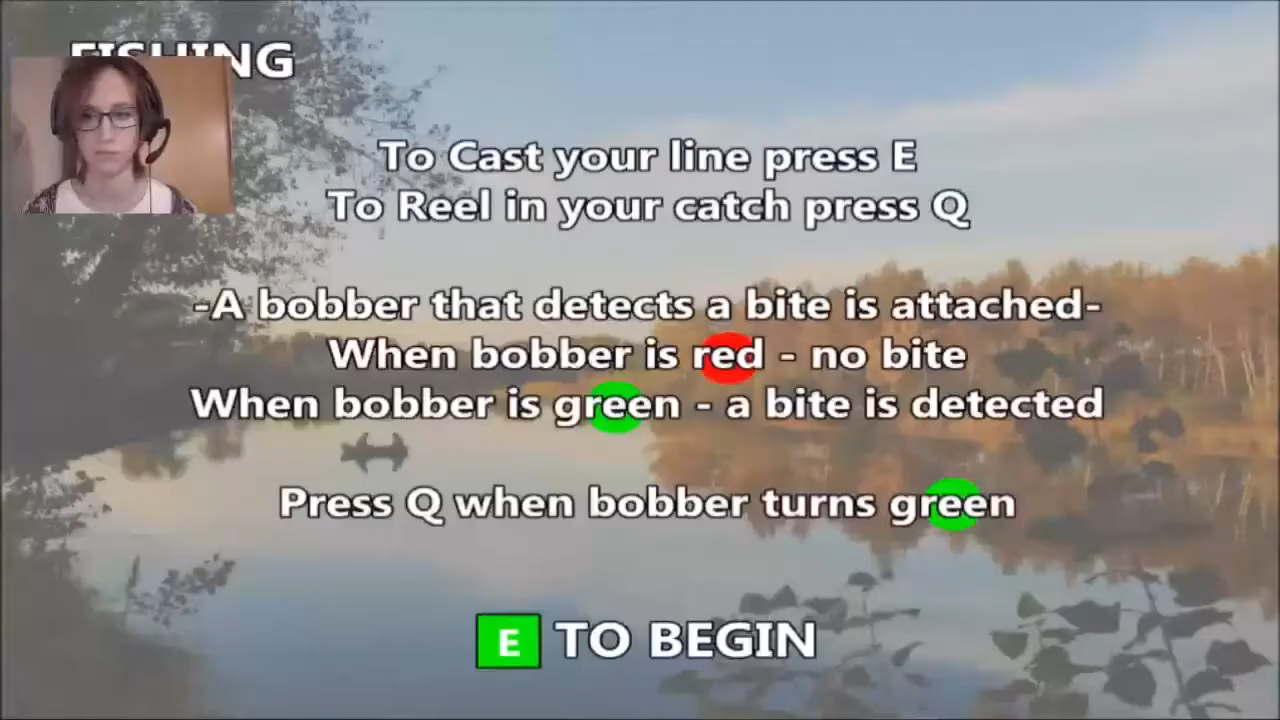 FISHING
To Cast your line press E
To Reel in your catch press Q
-A bobber that detects a bite is attached-
When bobber is red - no bite
When bobber is green - a bite is detected
Press Q when bobber turns green
E TO BEGIN